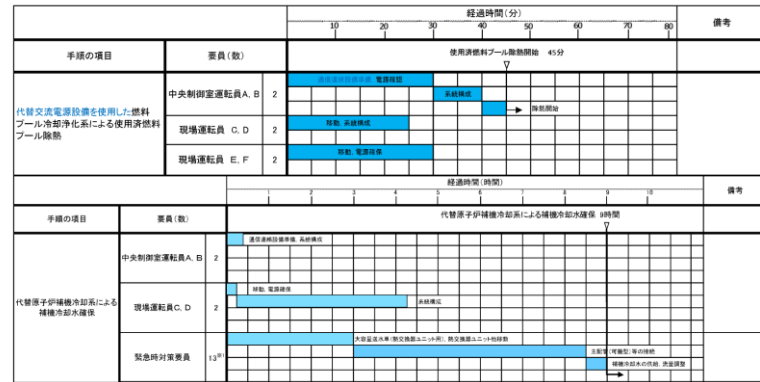 経過時間(分)
備考
10 20 30 40 50 60 70 80
手順の項目
要員(数)
使用済燃料プール除熱開始 45分
代替交流電源設備を使用した燃料
プール冷却浄化系による使用済燃料
プール除熱
中央制御室運転員A, B
2
通信連絡設備準備, 電源確認
系統構成
除熱開始
現場運転員 C, D
2
移動, 系統構成
現場運転員 E, F
2
移動, 電源確保
経過時間(時間)
備考
1 2 3 4 5 6 7 8 9 10
手順の項目
要員(数)
代替原子炉補機冷却系による補機冷却水確保 9時間
代替原子炉補機冷却系による
補機冷却水確保
中央制御室運転員A, B
2
通信連絡設備準備, 系統構成
現場運転員C, D
2
移動, 電源確保
系統構成
緊急時対策要員
13※1
大容量送水車(熱交換器ユニット用), 熱交換器ユニット他移動
主配管(可搬型)等の接続
補機冷却水の供給, 流量調整